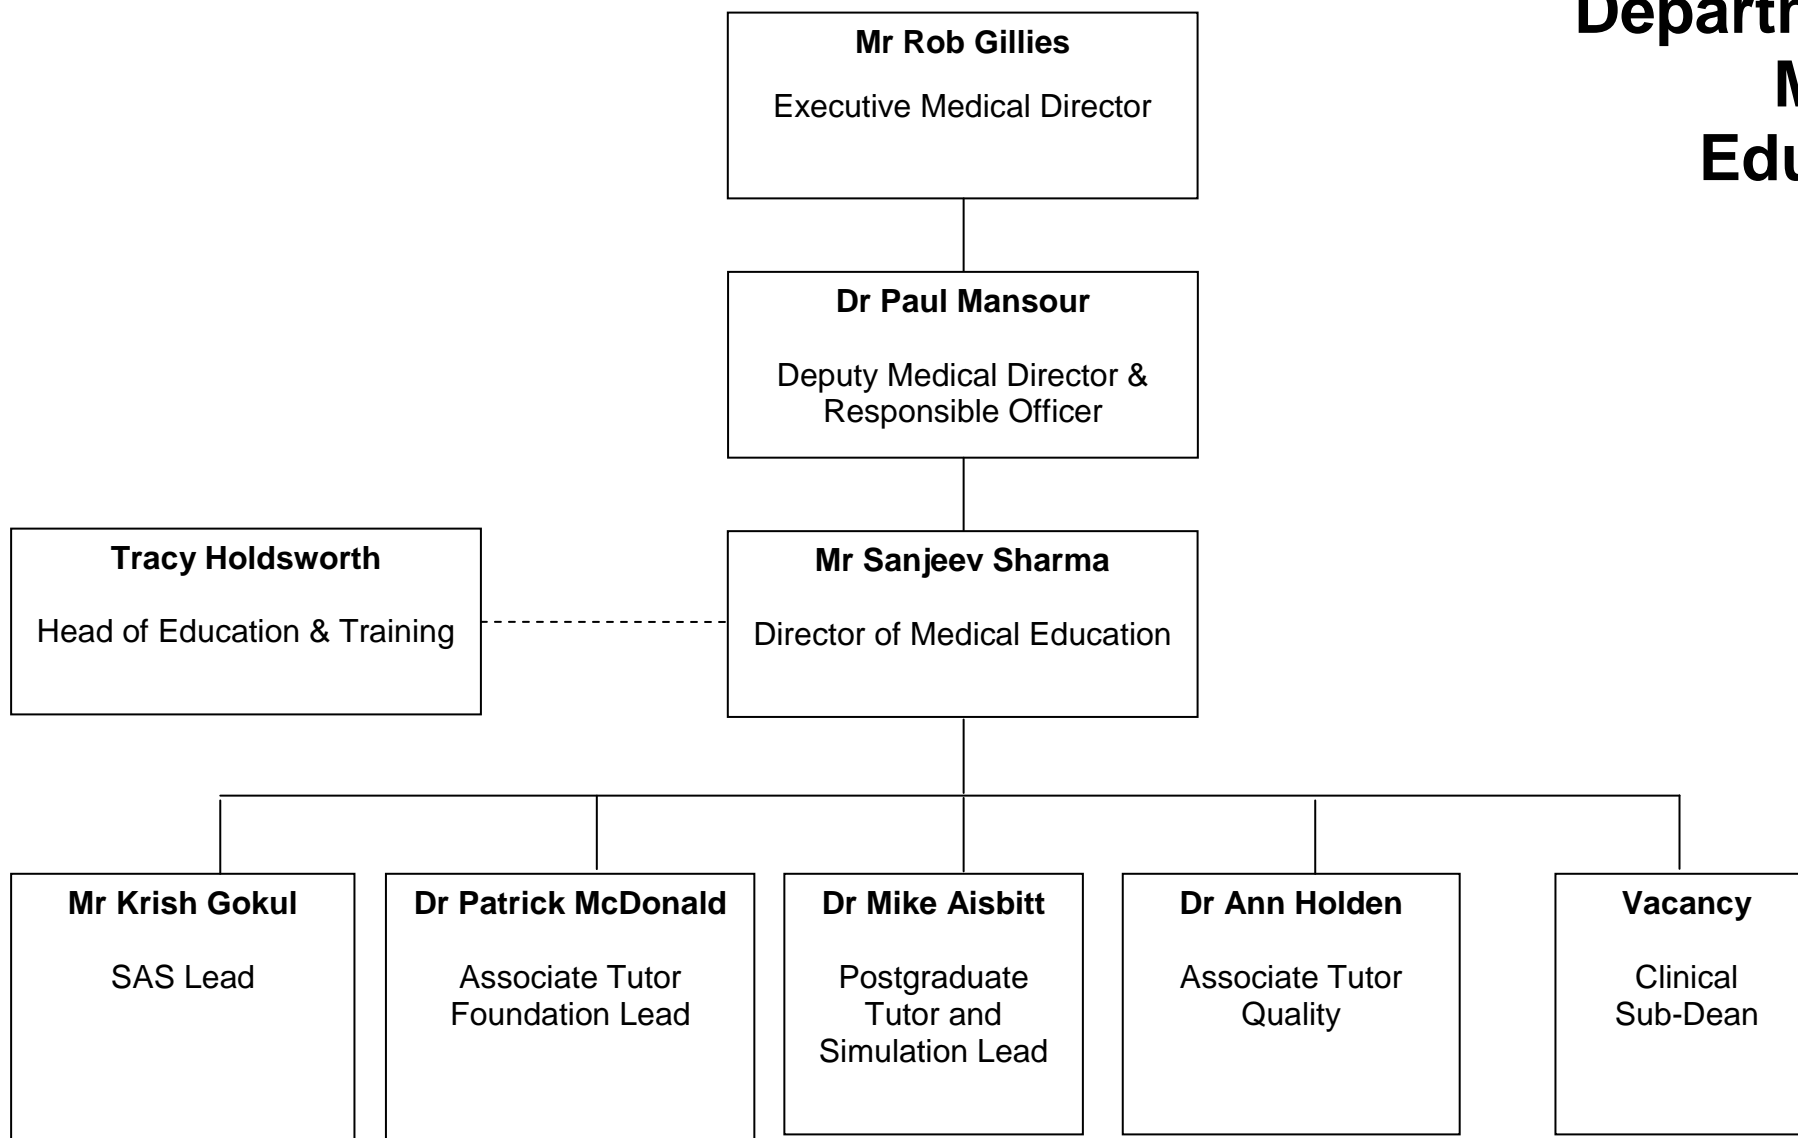 Mr Rob Gillies
Executive Medical Director
Dr Paul Mansour
Deputy Medical Director &
Responsible Officer
Tracy Holdsworth
Head of Education & Training
Mr Sanjeev Sharma
Director of Medical Education
Mr Krish Gokul
SAS Lead
Dr Patrick McDonald
Associate Tutor
Foundation Lead
Dr Mike Aisbitt
Postgraduate
Tutor and
Simulation Lead
Dr Ann Holden
Associate Tutor
Quality
Vacancy
Clinical
Sub-Dean